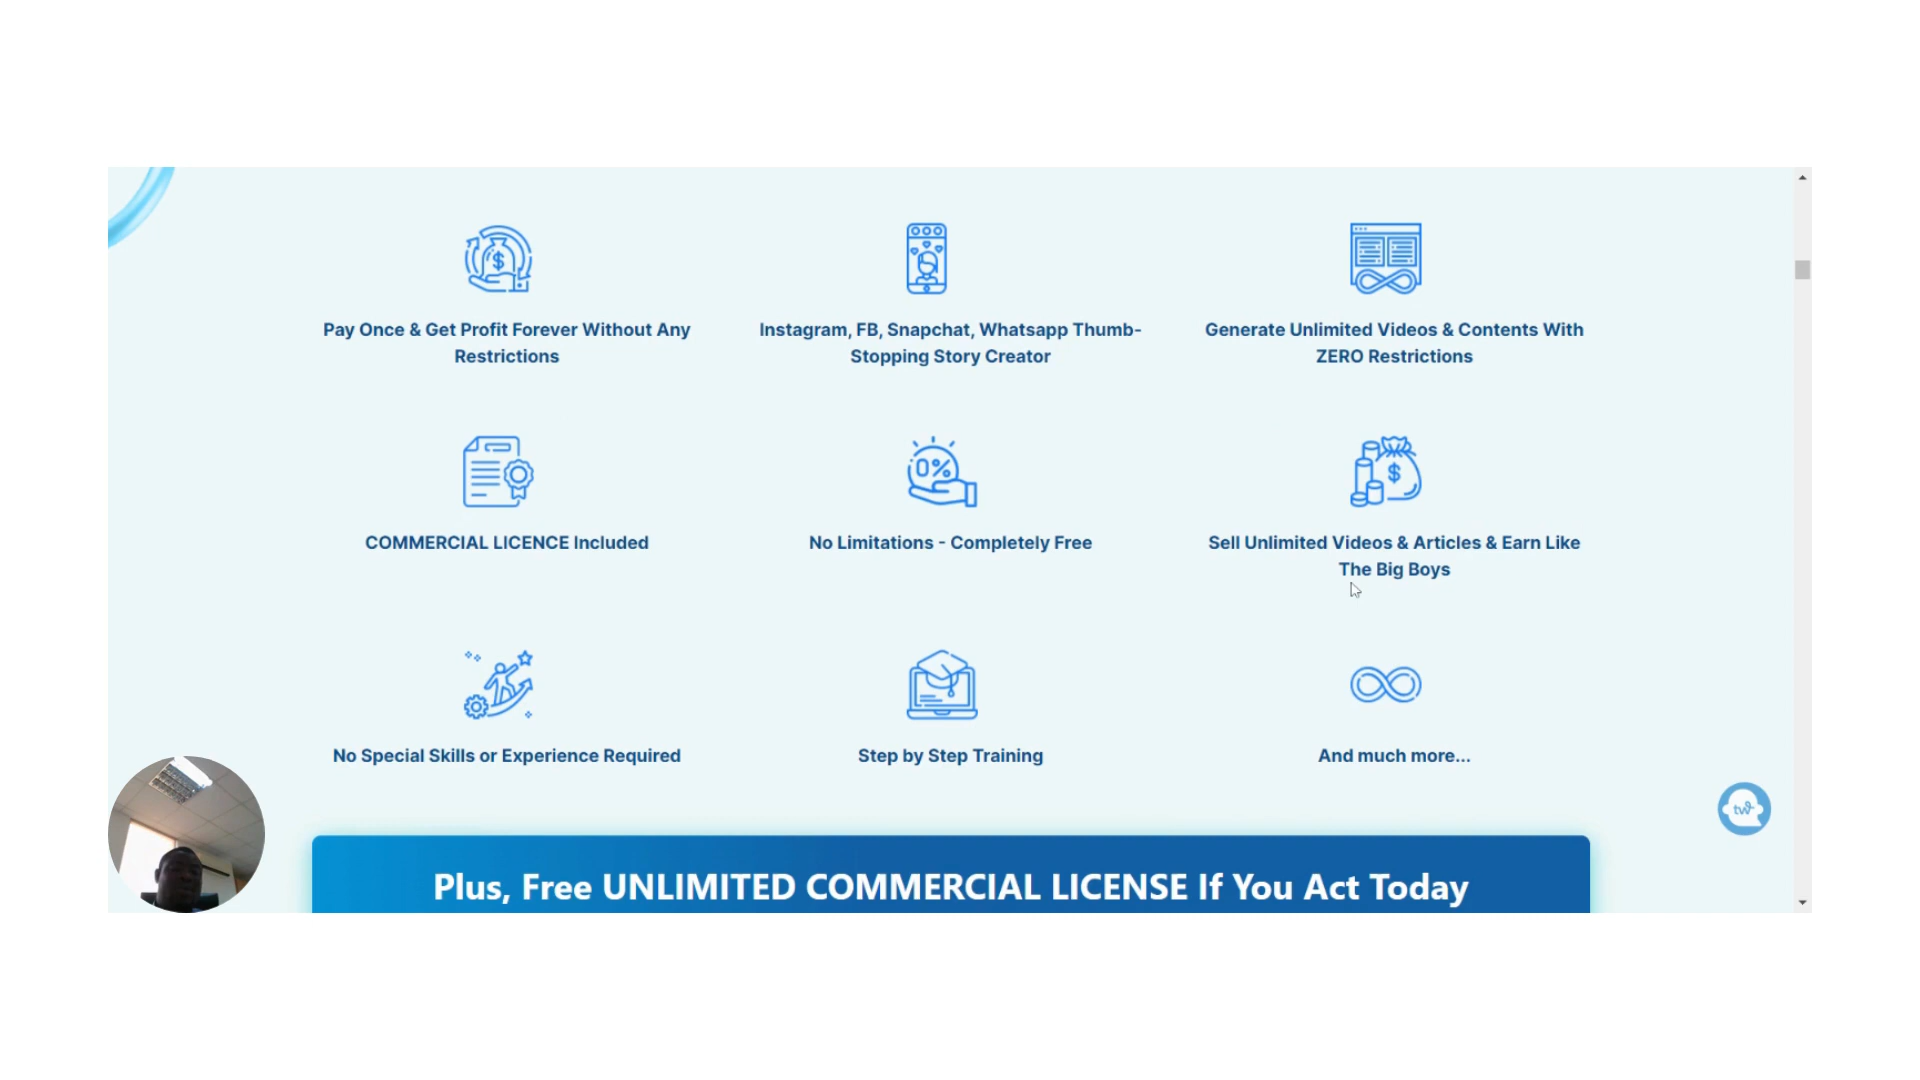 Pay Once & Get Profit Forever Without Any
Restrictions
Instagram, FB, Snapchat, Whatsapp Thumb-
Stopping Story Creator
Generate Unlimited Videos & Contents With
ZERO Restrictions
COMMERCIAL LICENCE Included
0%
No Limitations - Completely Free
$
Sell Unlimited Videos & Articles & Earn Like
The Big Boys
No Special Skills or Experience Required
Step by Step Training
And much more...
tw
Plus, Free UNLIMITED COMMERCIAL LICENSE If You Act Today